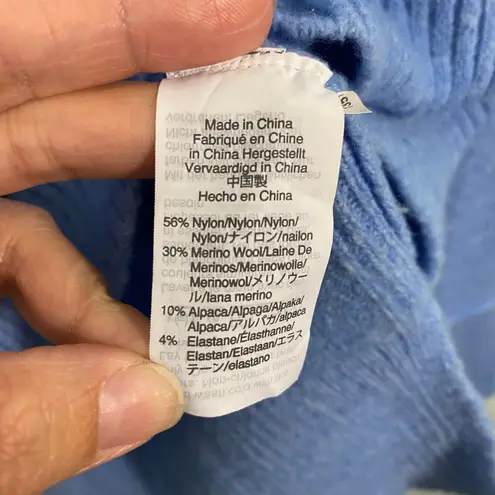 Made in China
Fabriqué en Chine
in China Hergestellt
Vervaardigd in China
中国製
Hecho en China
56% Nylon/Nylon/Nylon/
Nylon/ナイロン/nailon
30% Merino Wool/Laine De
Merinos/Merinowolle/
Merinowol/メリノウー
ル/lana merino
10% Alpaca/Alpaga/Alpaka/
Alpaca/アルパカ/alpaca
4% Elastane/Élasthanne/
Elastan/Elastaan/エラス
テーン/elastano